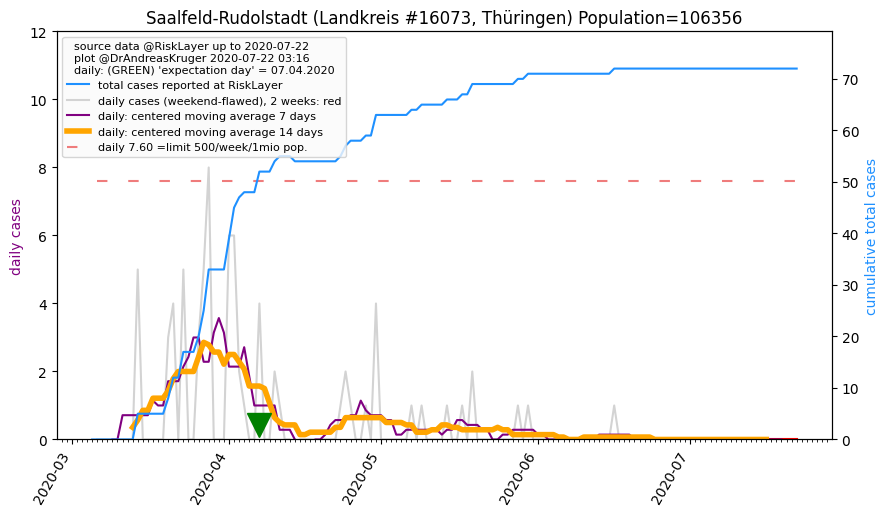 Saalfeld-Rudolstadt (Landkreis #16073, Thüringen) Population=106356
source data @RiskLayer up to 2020-07-22
plot @DrAndreasKruger 2020-07-22 03:16
daily: (GREEN) 'expectation day' = 07.04.2020
total cases reported at RiskLayer
daily cases (weekend-flawed), 2 weeks: red
daily: centered moving average 7 days
daily: centered moving average 14 days
daily 7.60 =limit 500/week/1mio pop.
daily cases
12
10
8
6
4
2
0
cumulative total cases
70
60
50
40
30
20
10
0
2020-03
2020-04
2020-05
2020-06
2020-07